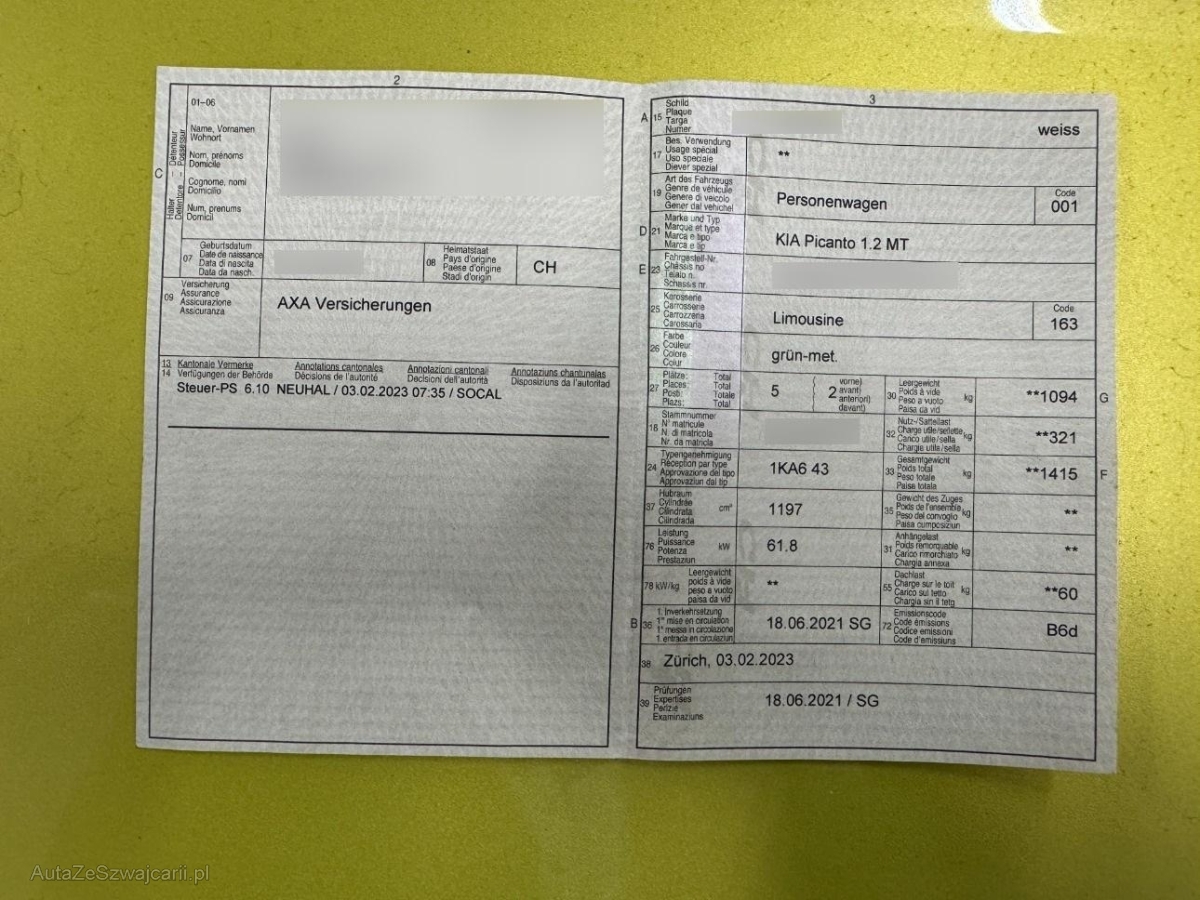 2
01–06
C
Halter – Détenteur
Detentore – Possessur
Name, Vornamen
Wohnort
Nom, prénoms
Domicile
Cognome, nomi
Domicilio
Num, prenums
Domicil
07
Geburtsdatum
Date de naissance
Data di nascita
Data da nasch.
08
Heimatstaat
Pays d'origine
Paese d'origine
Stadi d'origin
CH
09
Versicherung
Assurance
Assicurazione
Assicuranza
AXA Versicherungen
13 Kantonale Vermerke Annotations cantonales Annotazioni cantonali Annotaziuns chantunalas
14 Verfügungen der Behörde Décisions de l'autorité Decisioni dell'autorità Disposiziuns da l'autoritad
Steuer-PS 6.10 NEUHAL / 03.02.2023 07:35 / SOCAL
3
A 15
Schild
Plaque
Targa
Numer
weiss
17
Bes. Verwendung
Usage spécial
Uso speciale
Diever spezial
**
19
Art des Fahrzeugs
Genre de véhicule
Genere di veicolo
Gener dal vehichel
Personenwagen
Code
001
D 21
Marke und Typ
Marque et type
Marca e tipo
Marca e tip
KIA Picanto 1.2 MT
E 23
Fahrgestell-Nr.
Châssis no
Telaio n.
Schassis nr.
25
Karosserie
Carrosserie
Carrozzeria
Carossaria
Limousine
Code
163
26
Farbe
Couleur
Colore
Colur
grün-met.
27
Plätze: Total
Places: Total
Posti: Totale
Plazs: Total
5
2
vorne)
avant)
anteriori)
davant)
30
Leergewicht
Poids à vide
Peso a vuoto
Paisa da vid
kg
**1094
G
18
Stammnummer
N° matricule
N. di matricola
Nr. da matricla
32
Nutz-/Sattellast
Charge utile/sellette
Carico utile/sella
Chargia utila/sella
kg
**321
24
Typengenehmigung
Réception par type
Approvazione del tipo
Approvaziun dal tip
1KA6 43
33
Gesamtgewicht
Poids total
Peso totale
Paisa totala
kg
**1415
F
37
Hubraum
Cylindrée
Cilindrata
Cilindrada
cm³
1197
35
Gewicht des Zuges
Poids de l'ensemble
Peso del convoglio
Paisa cumposiziun
kg
**
76
Leistung
Puissance
Potenza
Prestaziun
kW
61.8
31
Anhängelast
Poids remorquable
Carico rimorchiato
Chargia annexa
kg
**
78 kW/kg
Leergewicht
poids à vide
peso a vuoto
paisa da vid
**
55
Dachlast
Charge sur le toit
Carico sul tetto
Chargia sin il tetg
kg
**60
B 36
1. Inverkehrsetzung
1re mise en circulation
1a messa in circolazione
1. entrada en circulaziun
18.06.2021 SG
72
Emissionscode
Code émissions
Codice emissioni
Code d'emissiuns
B6d
38
Zürich, 03.02.2023
39
Prüfungen
Expertises
Perizie
Examinaziuns
18.06.2021 / SG
AutaZeSzwajcarii.pl